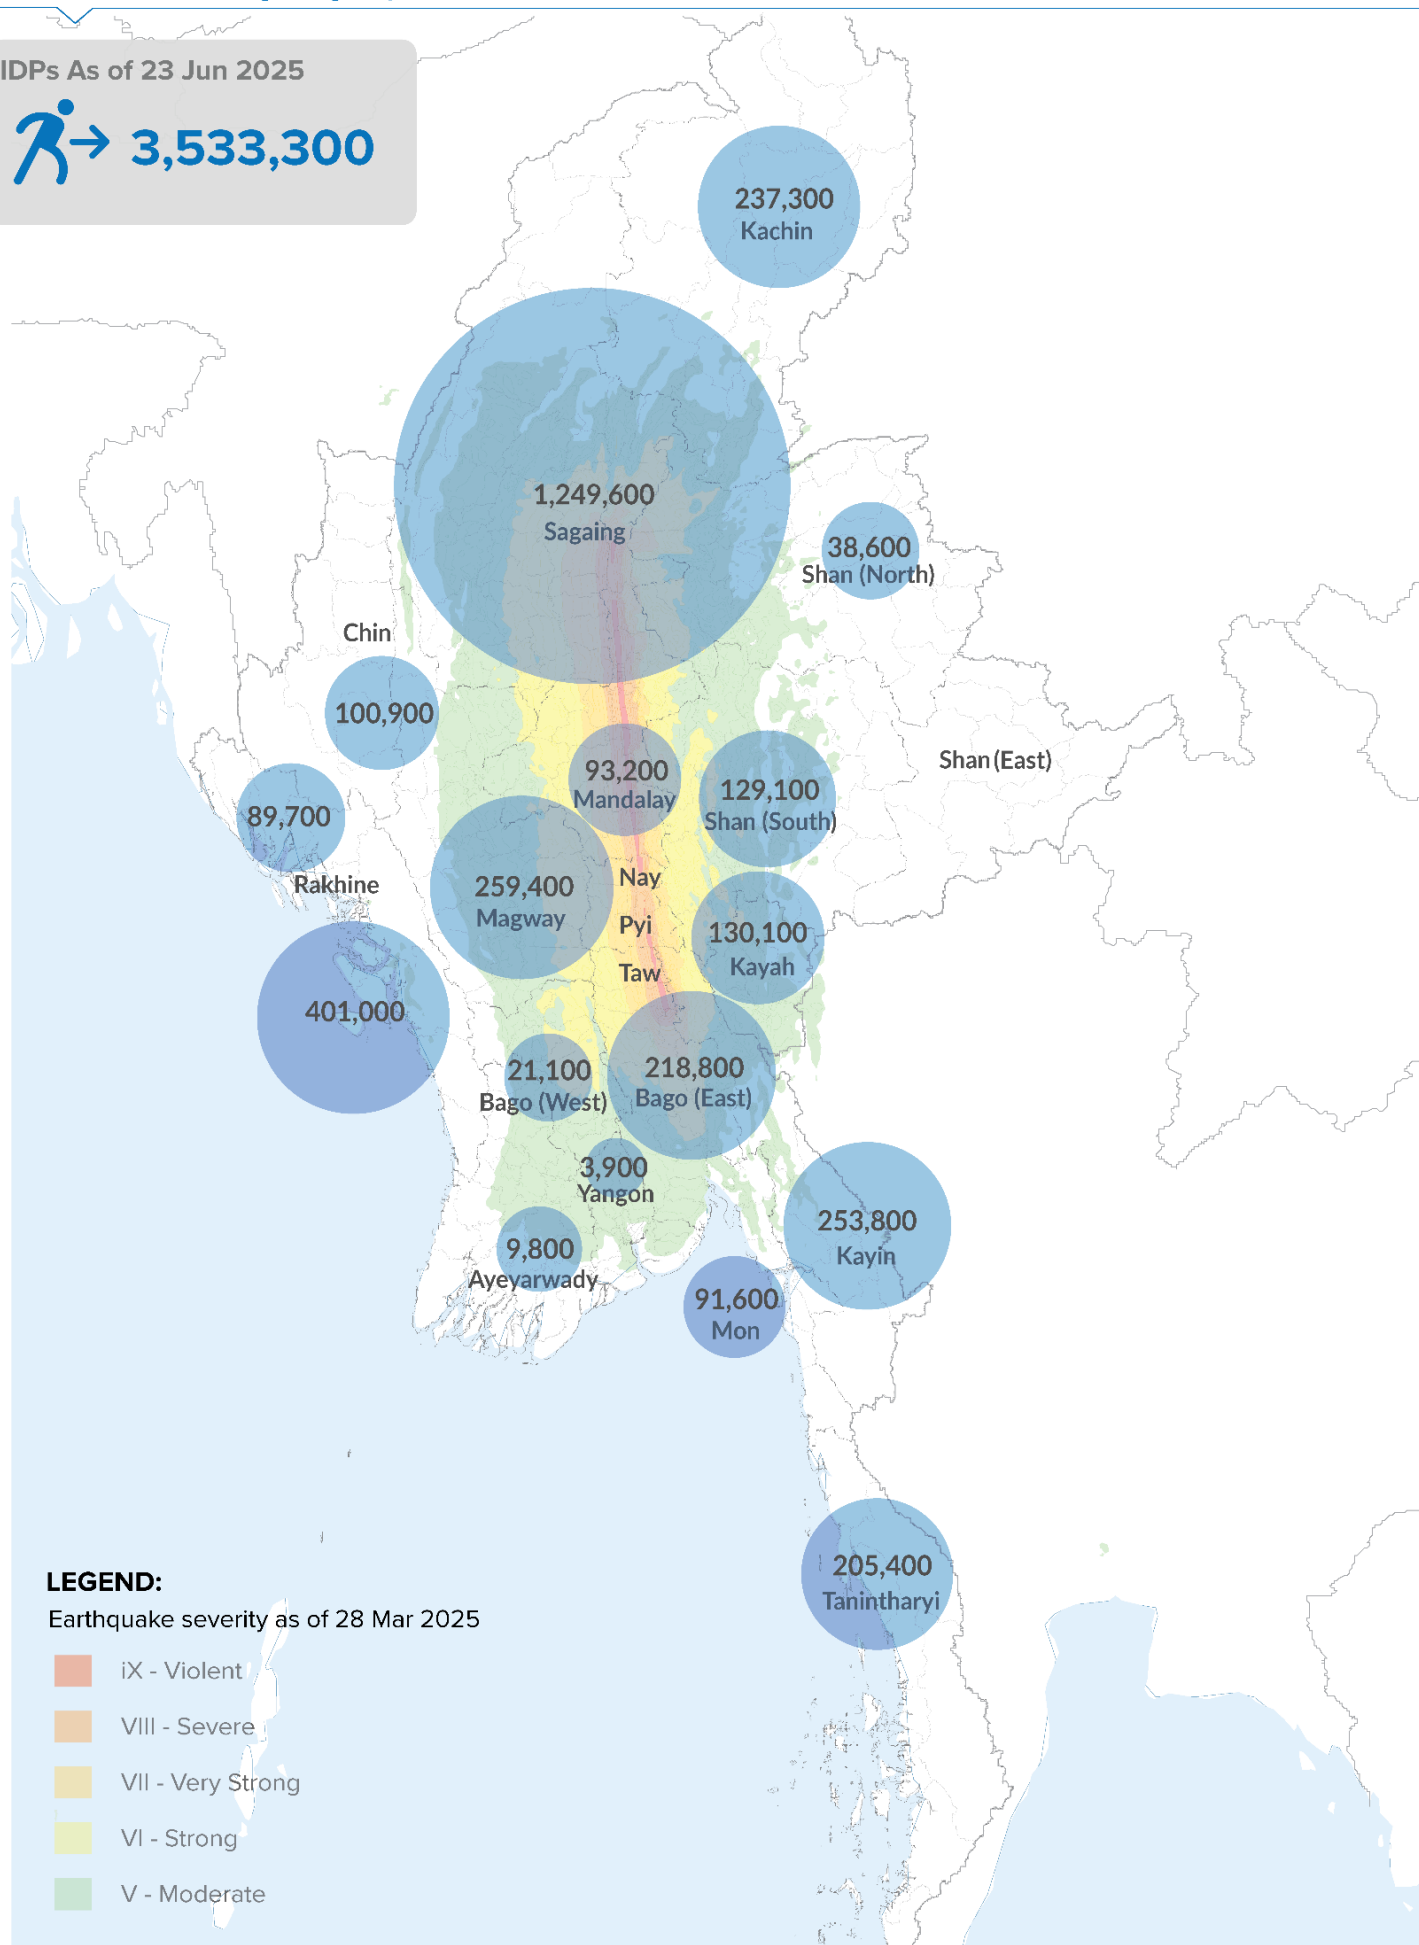 IDPs As of 23 Jun 2025
3,533,300
237,300
Kachin
1,249,600
Sagaing
38,600
Shan (North)
Chin
100,900
Shan (East)
93,200
Mandalay
129,100
Shan (South)
89,700
Rakhine
259,400
Magway
Nay
Pyi
Taw
130,100
Kayah
401,000
21,100
Bago (West)
218,800
Bago (East)
3,900
Yangon
253,800
Kayin
9,800
Ayeyarwady
91,600
Mon
205,400
Tanintharyi
LEGEND:
Earthquake severity as of 28 Mar 2025
iX - Violent
VIII - Severe
VII - Very Strong
VI - Strong
V - Moderate